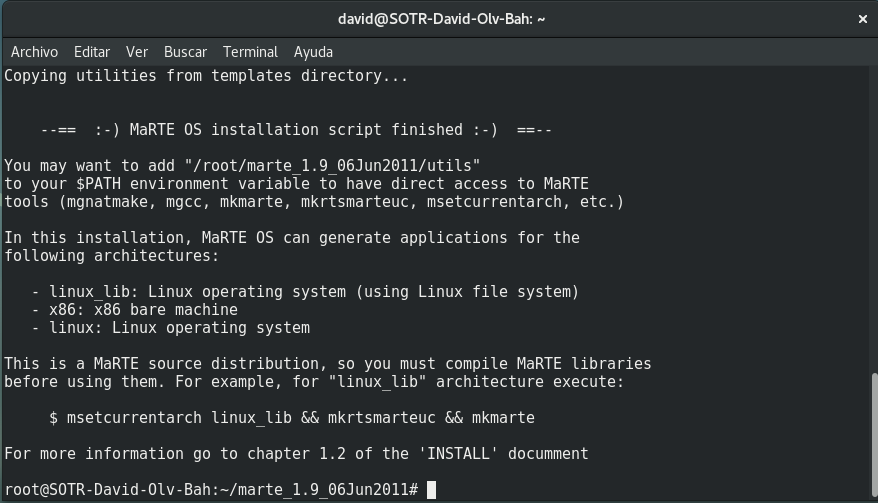 david@SOTR-David-Olv-Bah: ~
×
Archivo Editar Ver Buscar Terminal Ayuda
Copying utilities from templates directory...
--== :-) MaRTE OS installation script finished :-) ==--
You may want to add "/root/marte_1.9_06Jun2011/utils"
to your $PATH environment variable to have direct access to MaRTE
tools (mgnatmake, mgcc, mkmarte, mkrtsmarteuc, msetcurrentarch, etc.)
In this installation, MaRTE OS can generate applications for the
following architectures:
- linux_lib: Linux operating system (using Linux file system)
- x86: x86 bare machine
- linux: Linux operating system
This is a MaRTE source distribution, so you must compile MaRTE libraries
before using them. For example, for "linux_lib" architecture execute:
$ msetcurrentarch linux_lib && mkrtsmarteuc && mkmarte
For more information go to chapter 1.2 of the 'INSTALL' documment
root@SOTR-David-Olv-Bah:~/marte_1.9_06Jun2011#